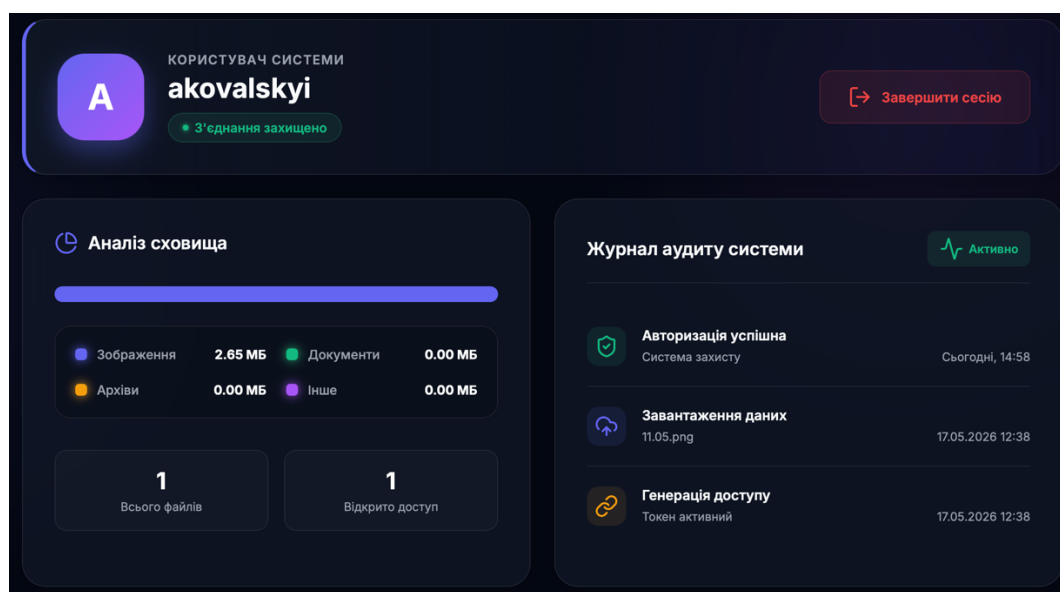 A
КОРИСТУВАЧ СИСТЕМИ
akovalskyi
З'єднання захищено
Завершити сесію
Аналіз сховища
Зображення 2.65 МБ Документи 0.00 МБ
Архіви 0.00 МБ Інше 0.00 МБ
1
Всього файлів
1
Відкрито доступ
Журнал аудиту системи
Активно
Авторизація успішна
Система захисту Сьогодні, 14:58
Завантаження даних
11.05.png 17.05.2026 12:38
Генерація доступу
Токен активний 17.05.2026 12:38